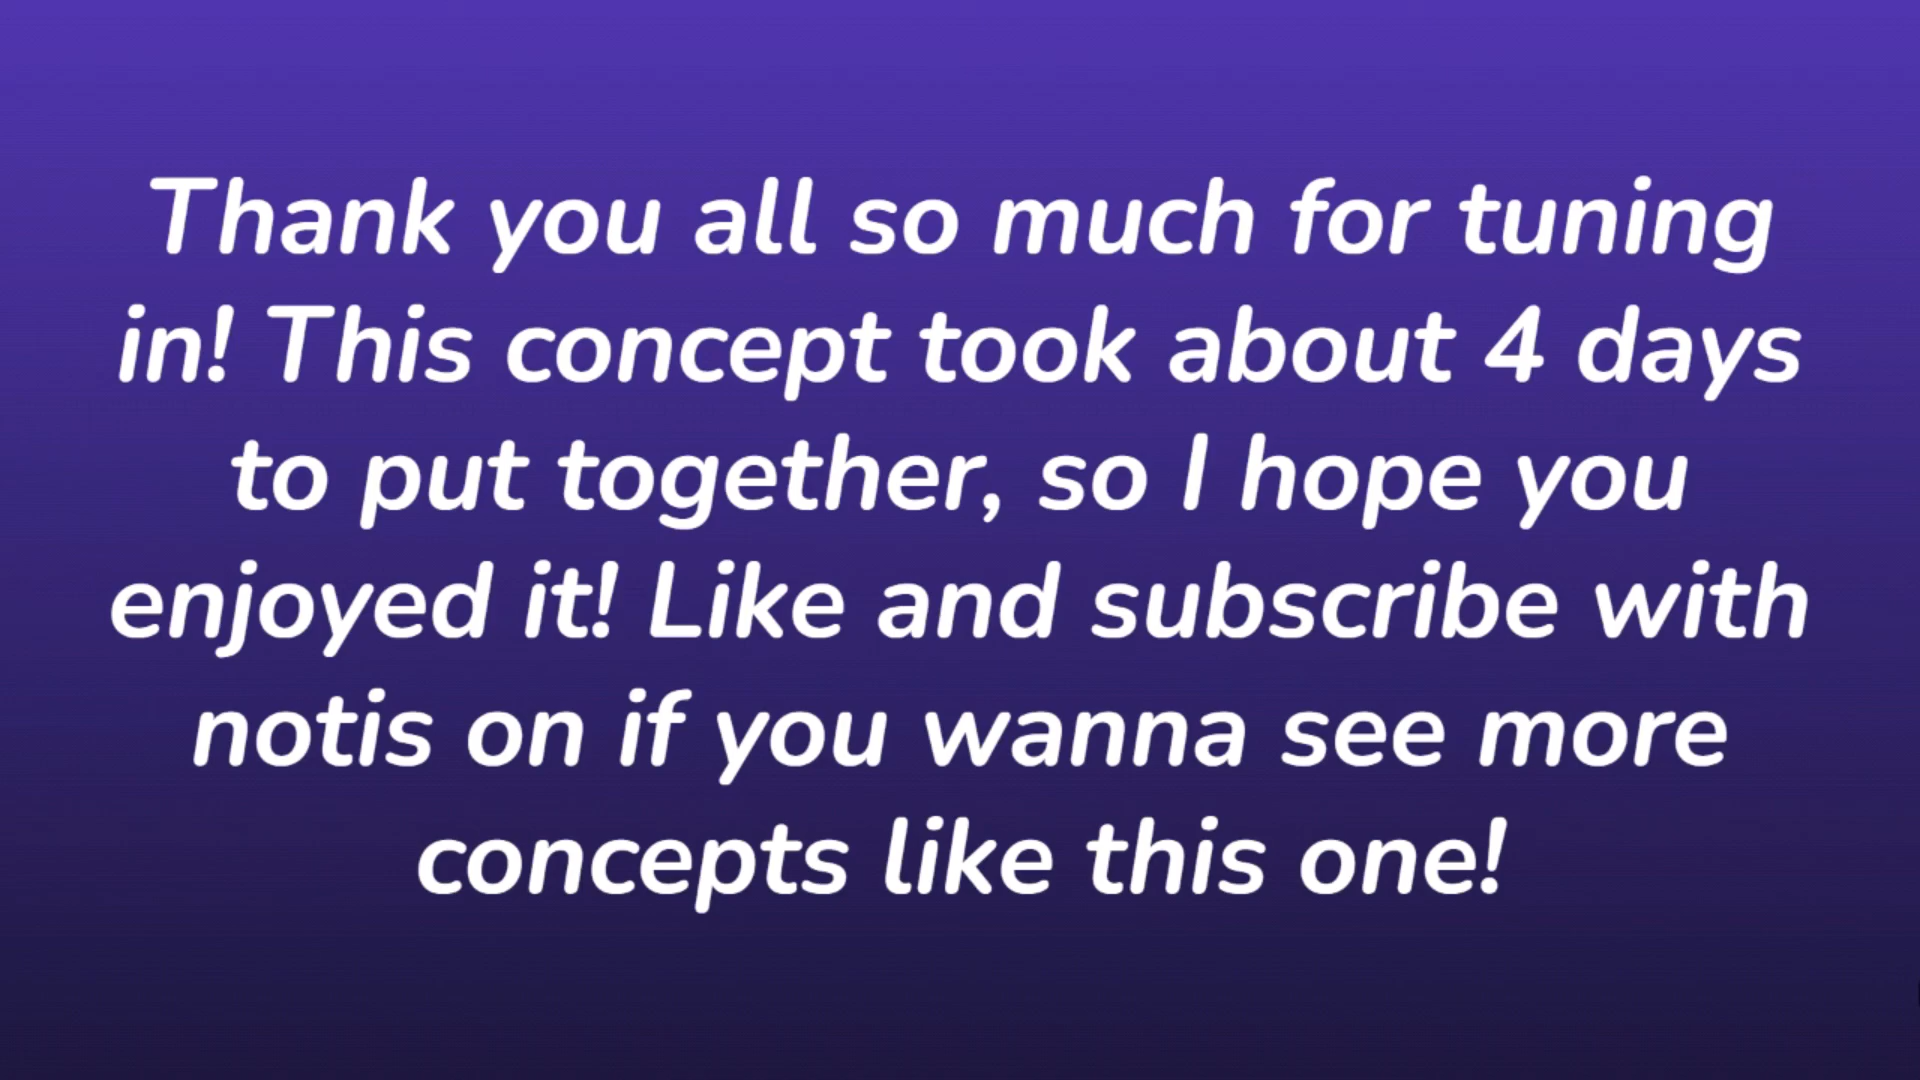 Thank you all so much for tuning
in! This concept took about 4 days
to put together, so I hope you
enjoyed it! Like and subscribe with
notis on if you wanna see more
concepts like this one!